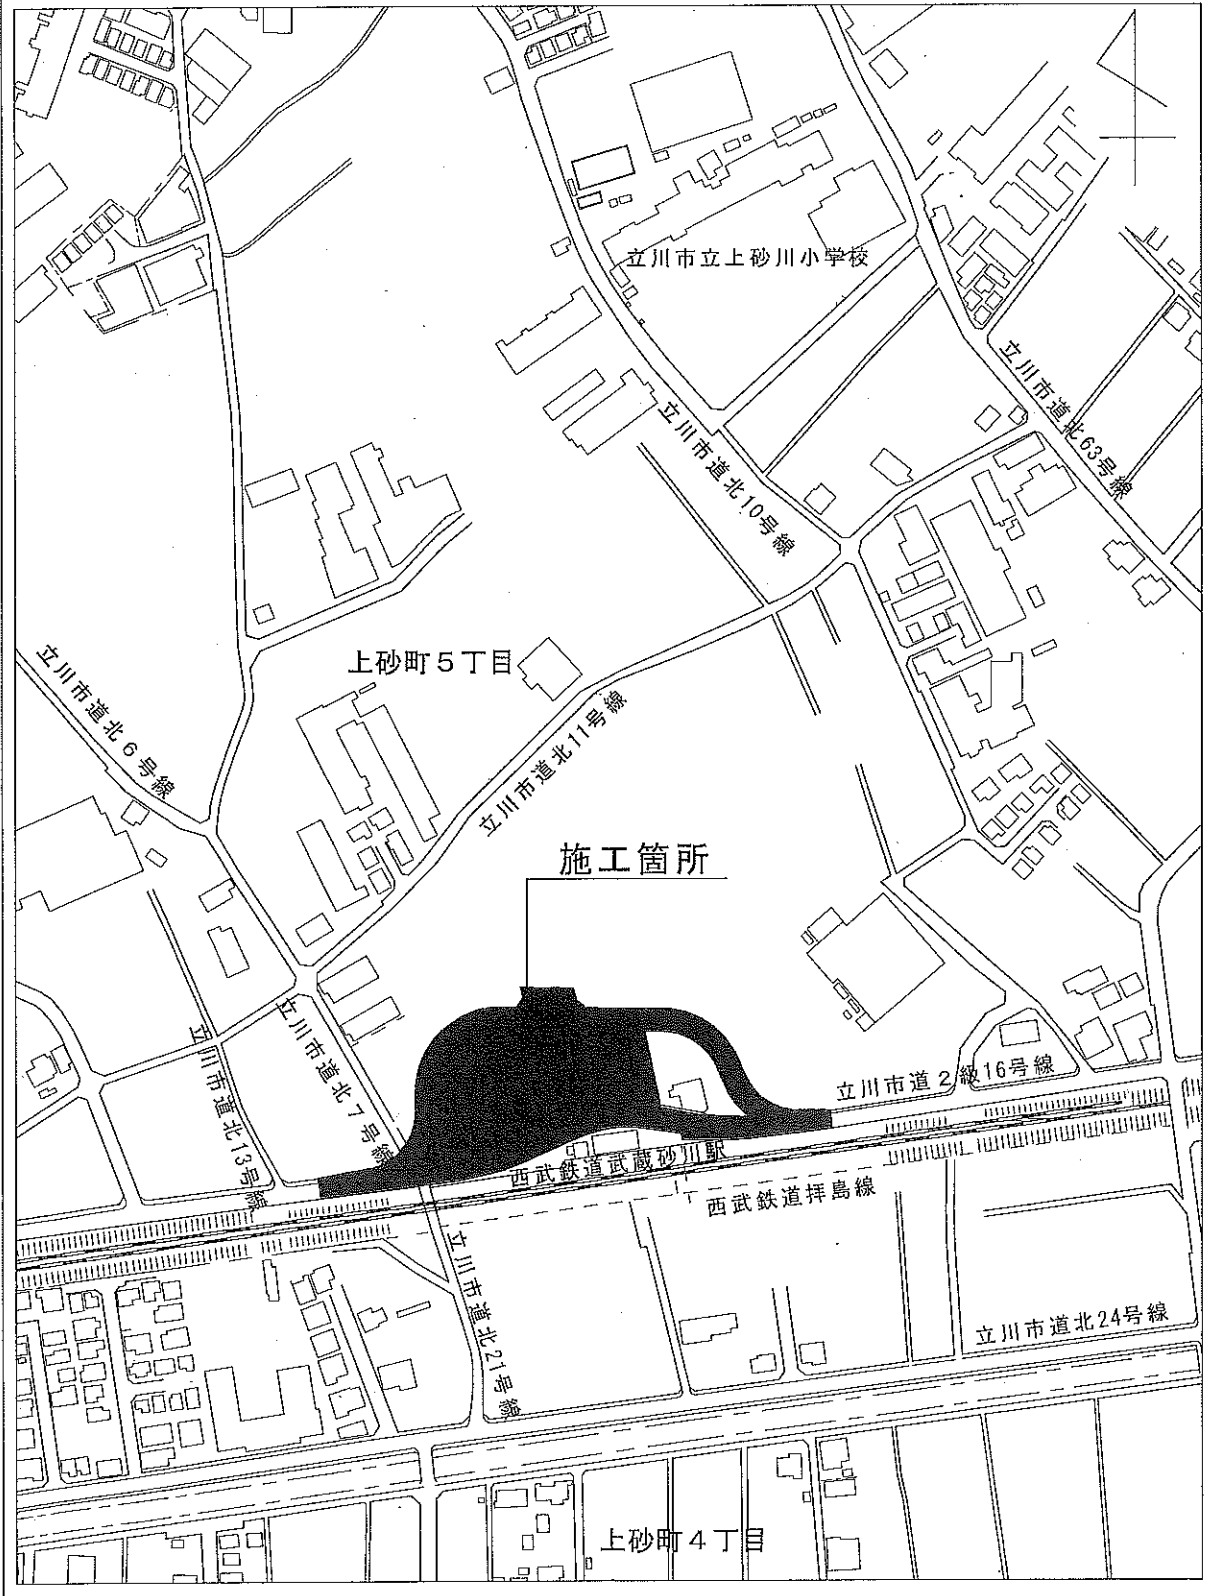 立川市立上砂川小学校
立川市道北63号線
立川市道北10号線
上砂町5丁目
立川市道北6号線
立川市道北11号線
施工箇所
立川市道北7号線
立川市道北13号線
立川市道2級16号線
西武鉄道武蔵砂川駅
西武鉄道拝島線
立川市道北21号線
立川市道北24号線
上砂町4丁目